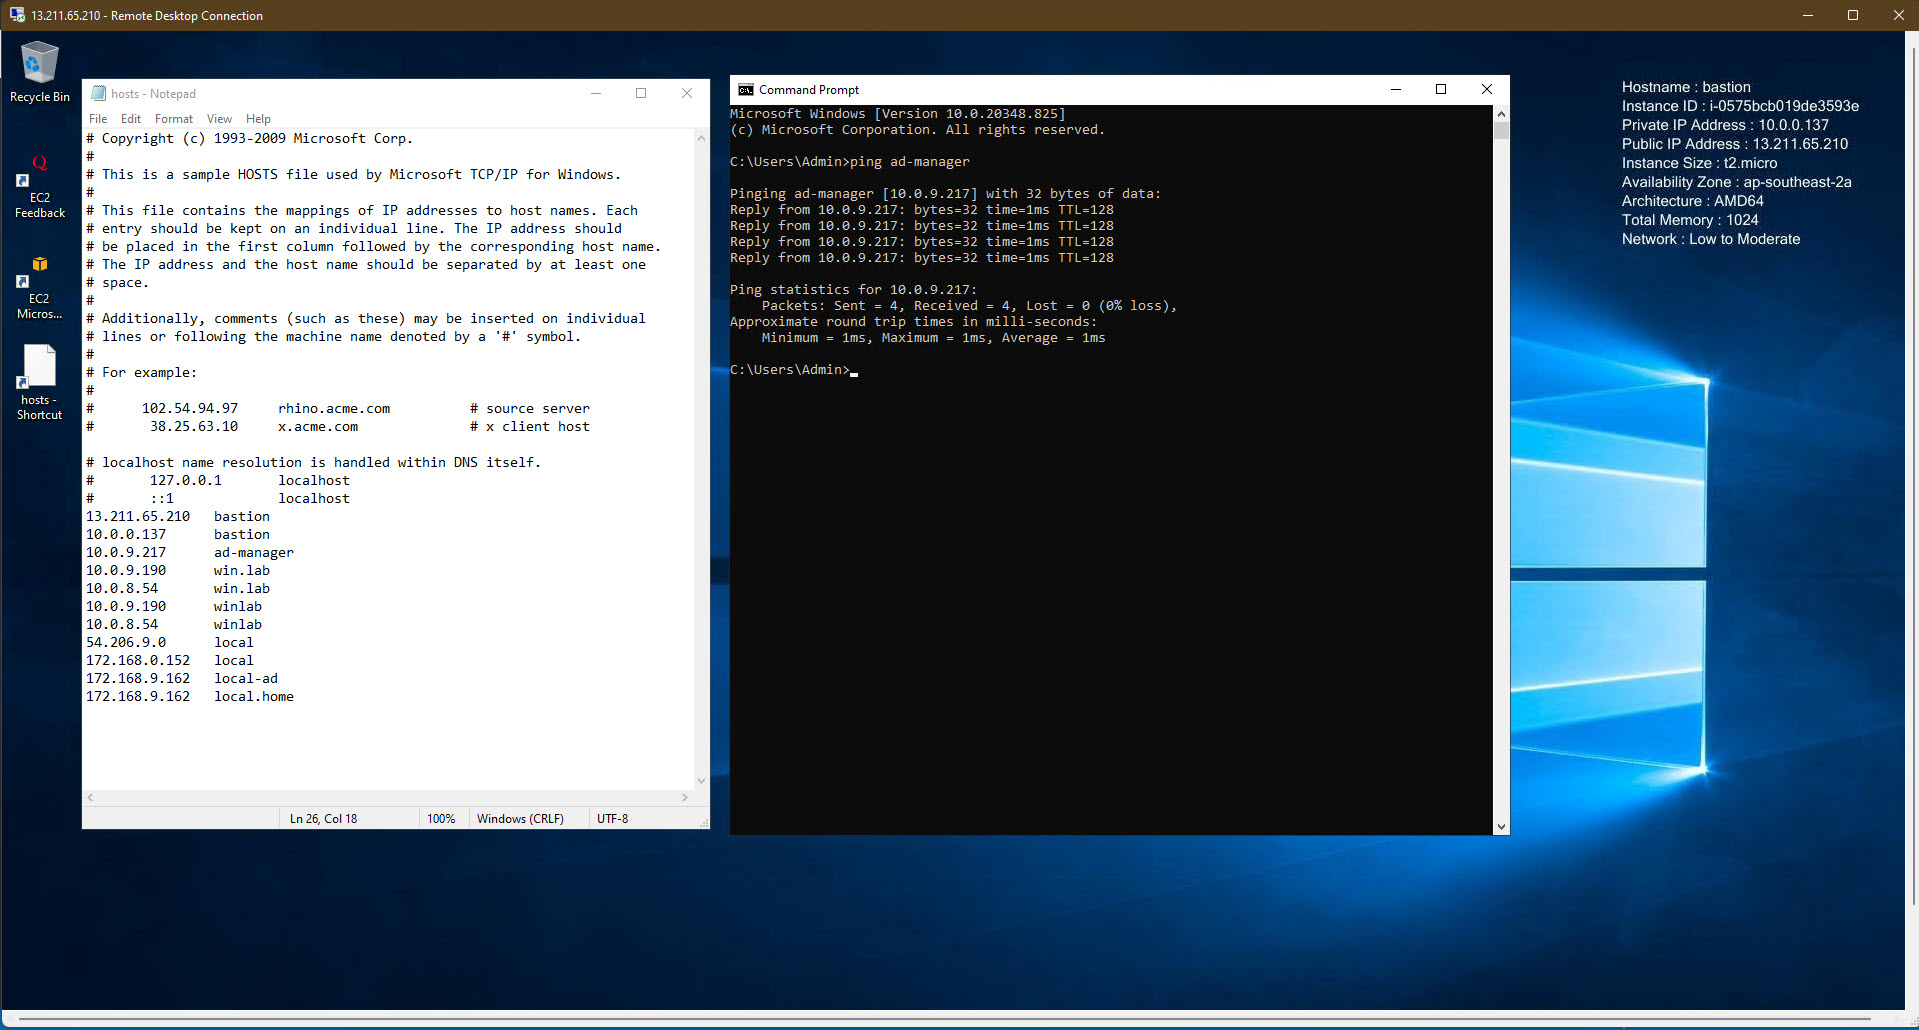 13.211.65.210 - Remote Desktop Connection
Recycle Bin
EC2
Feedback
EC2
Micros...
hosts -
Shortcut
hosts - Notepad
File Edit Format View Help
# Copyright (c) 1993-2009 Microsoft Corp.
#
# This is a sample HOSTS file used by Microsoft TCP/IP for Windows.
#
# This file contains the mappings of IP addresses to host names. Each
# entry should be kept on an individual line. The IP address should
# be placed in the first column followed by the corresponding host name.
# The IP address and the host name should be separated by at least one
# space.
#
# Additionally, comments (such as these) may be inserted on individual
# lines or following the machine name denoted by a '#' symbol.
#
# For example:
#
#      102.54.94.97     rhino.acme.com          # source server
#       38.25.63.10     x.acme.com              # x client host

# localhost name resolution is handled within DNS itself.
#       127.0.0.1       localhost
#       ::1             localhost
13.211.65.210   bastion
10.0.0.137      bastion
10.0.9.217      ad-manager
10.0.9.190      win.lab
10.0.8.54       win.lab
10.0.9.190      winlab
10.0.8.54       winlab
54.206.9.0      local
172.168.0.152   local
172.168.9.162   local-ad
172.168.9.162   local.home
Ln 26, Col 18 100% Windows (CRLF) UTF-8
C:\. Command Prompt
Microsoft Windows [Version 10.0.20348.825]
(c) Microsoft Corporation. All rights reserved.

C:\Users\Admin>ping ad-manager

Pinging ad-manager [10.0.9.217] with 32 bytes of data:
Reply from 10.0.9.217: bytes=32 time=1ms TTL=128
Reply from 10.0.9.217: bytes=32 time=1ms TTL=128
Reply from 10.0.9.217: bytes=32 time=1ms TTL=128
Reply from 10.0.9.217: bytes=32 time=1ms TTL=128

Ping statistics for 10.0.9.217:
    Packets: Sent = 4, Received = 4, Lost = 0 (0% loss),
Approximate round trip times in milli-seconds:
    Minimum = 1ms, Maximum = 1ms, Average = 1ms

C:\Users\Admin>
Hostname : bastion
Instance ID : i-0575bcb019de3593e
Private IP Address : 10.0.0.137
Public IP Address : 13.211.65.210
Instance Size : t2.micro
Availability Zone : ap-southeast-2a
Architecture : AMD64
Total Memory : 1024
Network : Low to Moderate